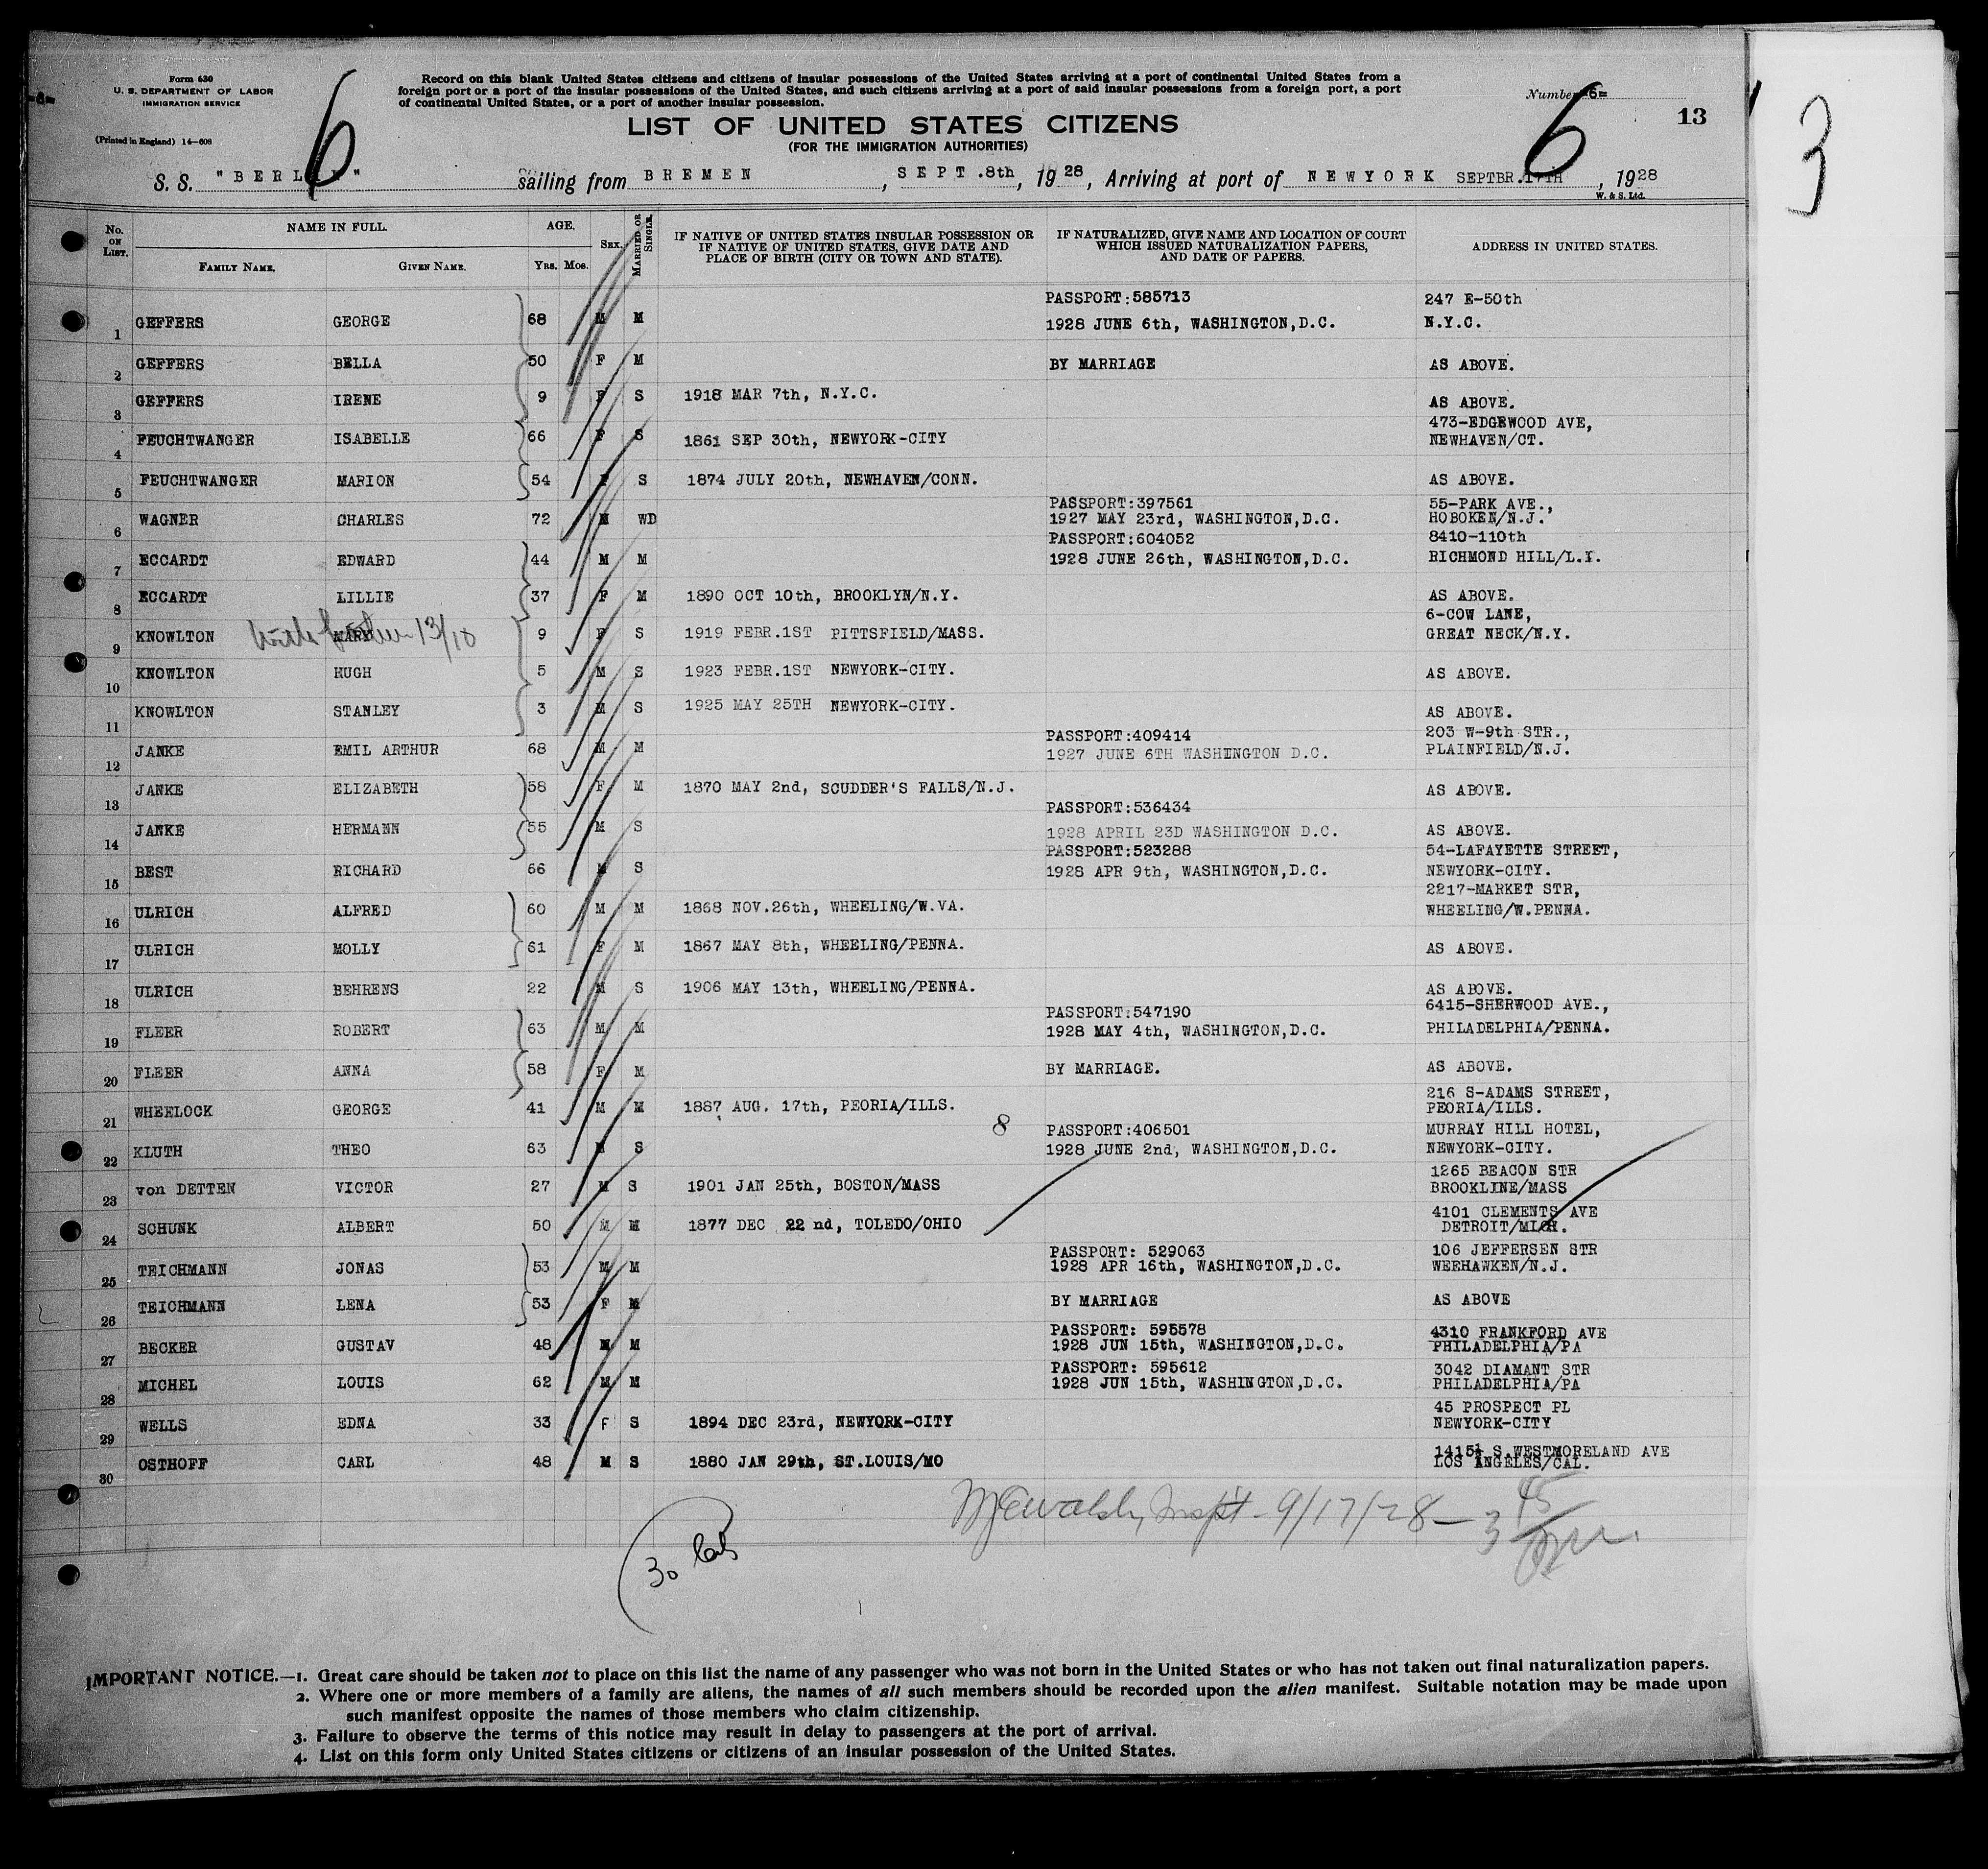 Form 630
U. S. DEPARTMENT OF LABOR
IMMIGRATION SERVICE
(Printed in England) 14—608
-6-
6
Record on this blank United States citizens and citizens of insular possessions of the United States arriving at a port of continental United States from a
foreign port or a port of the insular possessions of the United States, and such citizens arriving at a port of said insular possessions from a foreign port, a port
of continental United States, or a port of another insular possession.
Number 6=
6
13
3
LIST OF UNITED STATES CITIZENS
(FOR THE IMMIGRATION AUTHORITIES)
S. S. "BERLIN" sailing from BREMEN, SEPT.8th, 1928, Arriving at port of NEWYORK SEPTBR.17TH, 1928
W. & S. Ltd.
No. ON LIST. NAME IN FULL. FAMILY NAME. GIVEN NAME. AGE. YRS. MOS. SEX. MARRIED OR SINGLE. IF NATIVE OF UNITED STATES INSULAR POSSESSION OR IF NATIVE OF UNITED STATES, GIVE DATE AND PLACE OF BIRTH (CITY OR TOWN AND STATE). IF NATURALIZED, GIVE NAME AND LOCATION OF COURT WHICH ISSUED NATURALIZATION PAPERS, AND DATE OF PAPERS. ADDRESS IN UNITED STATES.
PASSPORT:585713 247 E-50th
1 GEFFERS GEORGE 68 M M 1928 JUNE 6th, WASHINGTON,D.C. N.Y.C.
2 GEFFERS BELLA 50 F M BY MARRIAGE AS ABOVE.
3 GEFFERS IRENE 9 F S 1918 MAR 7th, N.Y.C. AS ABOVE.
473-EDGEWOOD AVE,
4 FEUCHTWANGER ISABELLE 66 F S 1861 SEP 30th, NEWYORK-CITY NEWHAVEN/CT.
5 FEUCHTWANGER MARION 54 F S 1874 JULY 20th, NEWHAVEN/CONN. AS ABOVE.
PASSPORT:397561 55-PARK AVE.,
6 WAGNER CHARLES 72 M WD 1927 MAY 23rd, WASHINGTON,D.C. HOBOKEN/N.J.
PASSPORT:604052 8410-110th
7 ECCARDT EDWARD 44 M M 1928 JUNE 26th, WASHINGTON,D.C. RICHMOND HILL/L.I.
8 ECCARDT LILLIE 37 F M 1890 OCT 10th, BROOKLYN/N.Y. AS ABOVE.
6-COW LANE,
9 KNOWLTON 13/10 9 F S 1919 FEBR.1ST PITTSFIELD/MASS. GREAT NECK/N.Y.
10 KNOWLTON HUGH 5 M S 1923 FEBR.1ST NEWYORK-CITY. AS ABOVE.
11 KNOWLTON STANLEY 3 M S 1925 MAY 25TH NEWYORK-CITY. AS ABOVE.
PASSPORT:409414 203 W-9th STR.,
12 JANKE EMIL ARTHUR 68 M M 1927 JUNE 6TH WASHINGTON D.C. PLAINFIELD/N.J.
13 JANKE ELIZABETH 58 F M 1870 MAY 2nd, SCUDDER'S FALLS/N.J. AS ABOVE.
PASSPORT:536434
14 JANKE HERMANN 55 M S 1928 APRIL 23D WASHINGTON D.C. AS ABOVE.
PASSPORT:523288 54-LAFAYETTE STREET,
15 BEST RICHARD 66 M S 1928 APR 9th, WASHINGTON,D.C. NEWYORK-CITY.
2217-MARKET STR,
16 ULRICH ALFRED 60 M M 1868 NOV.26th, WHEELING/W.VA. WHEELING/W.PENNA.
17 ULRICH MOLLY 61 F M 1867 MAY 8th, WHEELING/PENNA. AS ABOVE.
18 ULRICH BEHRENS 22 M S 1906 MAY 13th, WHEELING/PENNA. AS ABOVE.
PASSPORT:547190 6415-SHERWOOD AVE.,
19 FLEER ROBERT 63 M M 1928 MAY 4th, WASHINGTON,D.C. PHILADELPHIA/PENNA.
20 FLEER ANNA 58 F M BY MARRIAGE. AS ABOVE.
216 S-ADAMS STREET,
21 WHEELOCK GEORGE 41 M M 1887 AUG. 17th, PEORIA/ILLS. PEORIA/ILLS.
8 PASSPORT:406501 MURRAY HILL HOTEL,
22 KLUTH THEO 63 M S 1928 JUNE 2nd, WASHINGTON,D.C. NEWYORK-CITY.
1265 BEACON STR
23 von DETTEN VICTOR 27 M S 1901 JAN 25th, BOSTON/MASS BROOKLINE/MASS
4101 CLEMENTS AVE
24 SCHUNK ALBERT 50 M M 1877 DEC 22 nd, TOLEDO/OHIO DETROIT/MICH.
PASSPORT: 529063 106 JEFFERSEN STR
25 TEICHMANN JONAS 53 M M 1928 APR 16th, WASHINGTON,D.C. WEEHAWKEN/N.J.
26 TEICHMANN LENA 53 F M BY MARRIAGE AS ABOVE
PASSPORT: 595578 4310 FRANKFORD AVE
27 BECKER GUSTAV 48 M M 1928 JUN 15th, WASHINGTON,D.C. PHILADELPHIA/PA
PASSPORT: 595612 3042 DIAMANT STR
28 MICHEL LOUIS 62 M M 1928 JUN 15th, WASHINGTON,D.C. PHILADELPHIA/PA
45 PROSPECT PL
29 WELLS EDNA 33 F S 1894 DEC 23rd, NEWYORK-CITY NEWYORK-CITY
1415½ S.WESTMORELAND AVE
30 OSTHOFF CARL 48 M S 1880 JAN 29th, ST.LOUIS/MO LOS ANGELES/CAL.
Inspt - 9/17/28 — 3 45
30
IMPORTANT NOTICE.—1. Great care should be taken not to place on this list the name of any passenger who was not born in the United States or who has not taken out final naturalization papers.
2. Where one or more members of a family are aliens, the names of all such members should be recorded upon the alien manifest. Suitable notation may be made upon
such manifest opposite the names of those members who claim citizenship.
3. Failure to observe the terms of this notice may result in delay to passengers at the port of arrival.
4. List on this form only United States citizens or citizens of an insular possession of the United States.